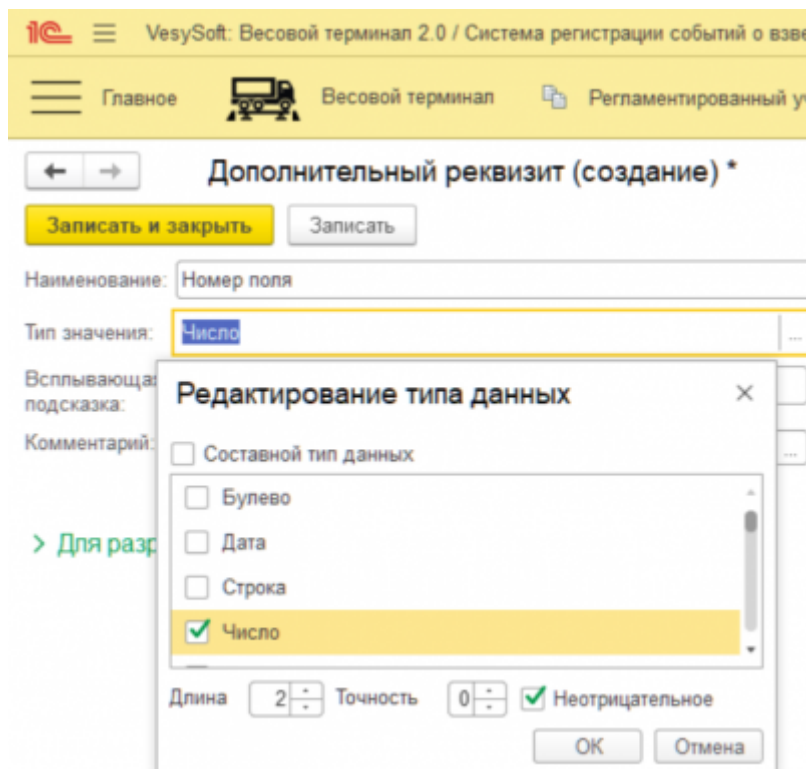 1С VesySoft: Весовой терминал 2.0 / Система регистрации событий о взве
Главное Весовой терминал Регламентированный уч
Дополнительный реквизит (создание) *
Записать и закрыть Записать
Наименование: Номер поля
Тип значения: Число ...
Всплывающая
подсказка:
Комментарий: ...
Для разр
Редактирование типа данных
Составной тип данных
Булево
Дата
Строка
Число
Длина 2 Точность 0 Неотрицательное
ОК Отмена